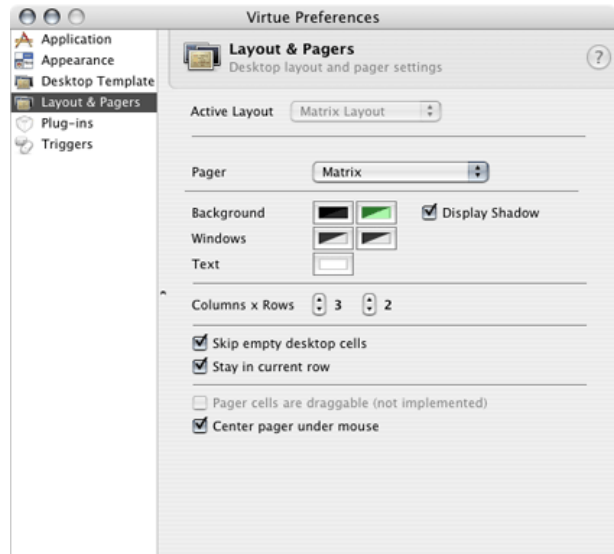 Virtue Preferences
Application
Appearance
Desktop Template
Layout & Pagers
Plug-ins
Triggers
Layout & Pagers
Desktop layout and pager settings
?
Active Layout Matrix Layout
Pager Matrix
Background Display Shadow
Windows
Text
Columns x Rows 3 2
Skip empty desktop cells
Stay in current row
Pager cells are draggable (not implemented)
Center pager under mouse